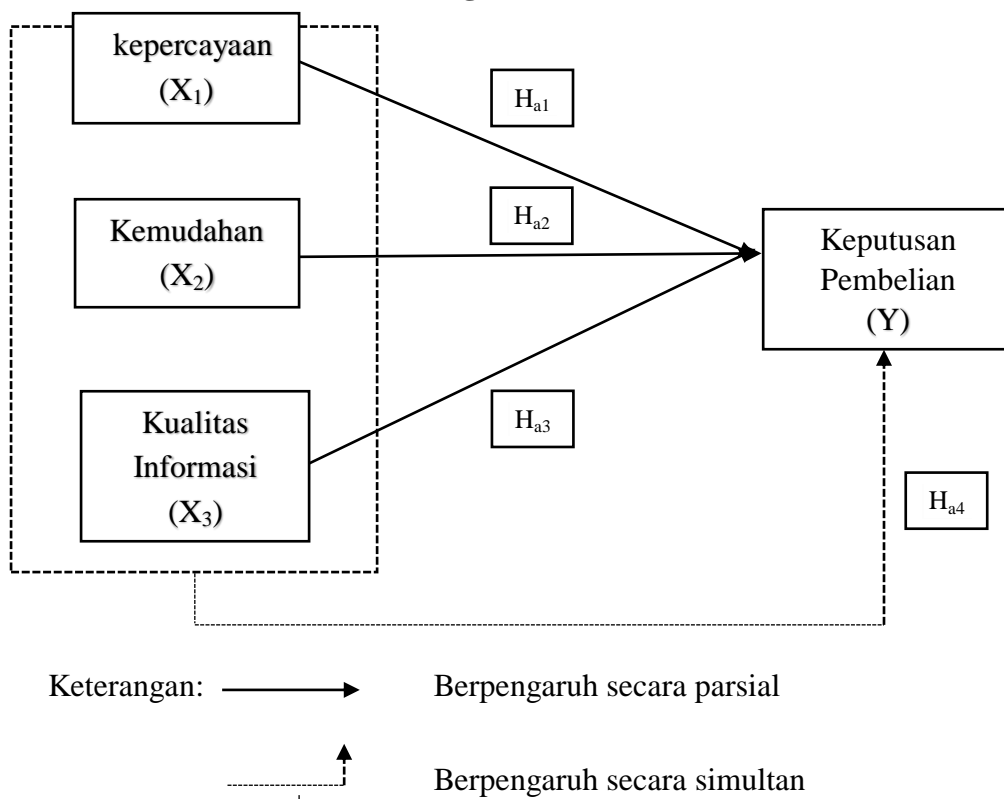 kepercayaan
(X₁)
Hₐ₁
Kemudahan
(X₂)
Hₐ₂
Keputusan
Pembelian
(Y)
Kualitas
Informasi
(X₃)
Hₐ₃
Hₐ₄
Keterangan:
Berpengaruh secara parsial
Berpengaruh secara simultan